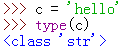 >>> c = 'hello'
>>> type(c)
<class 'str'>